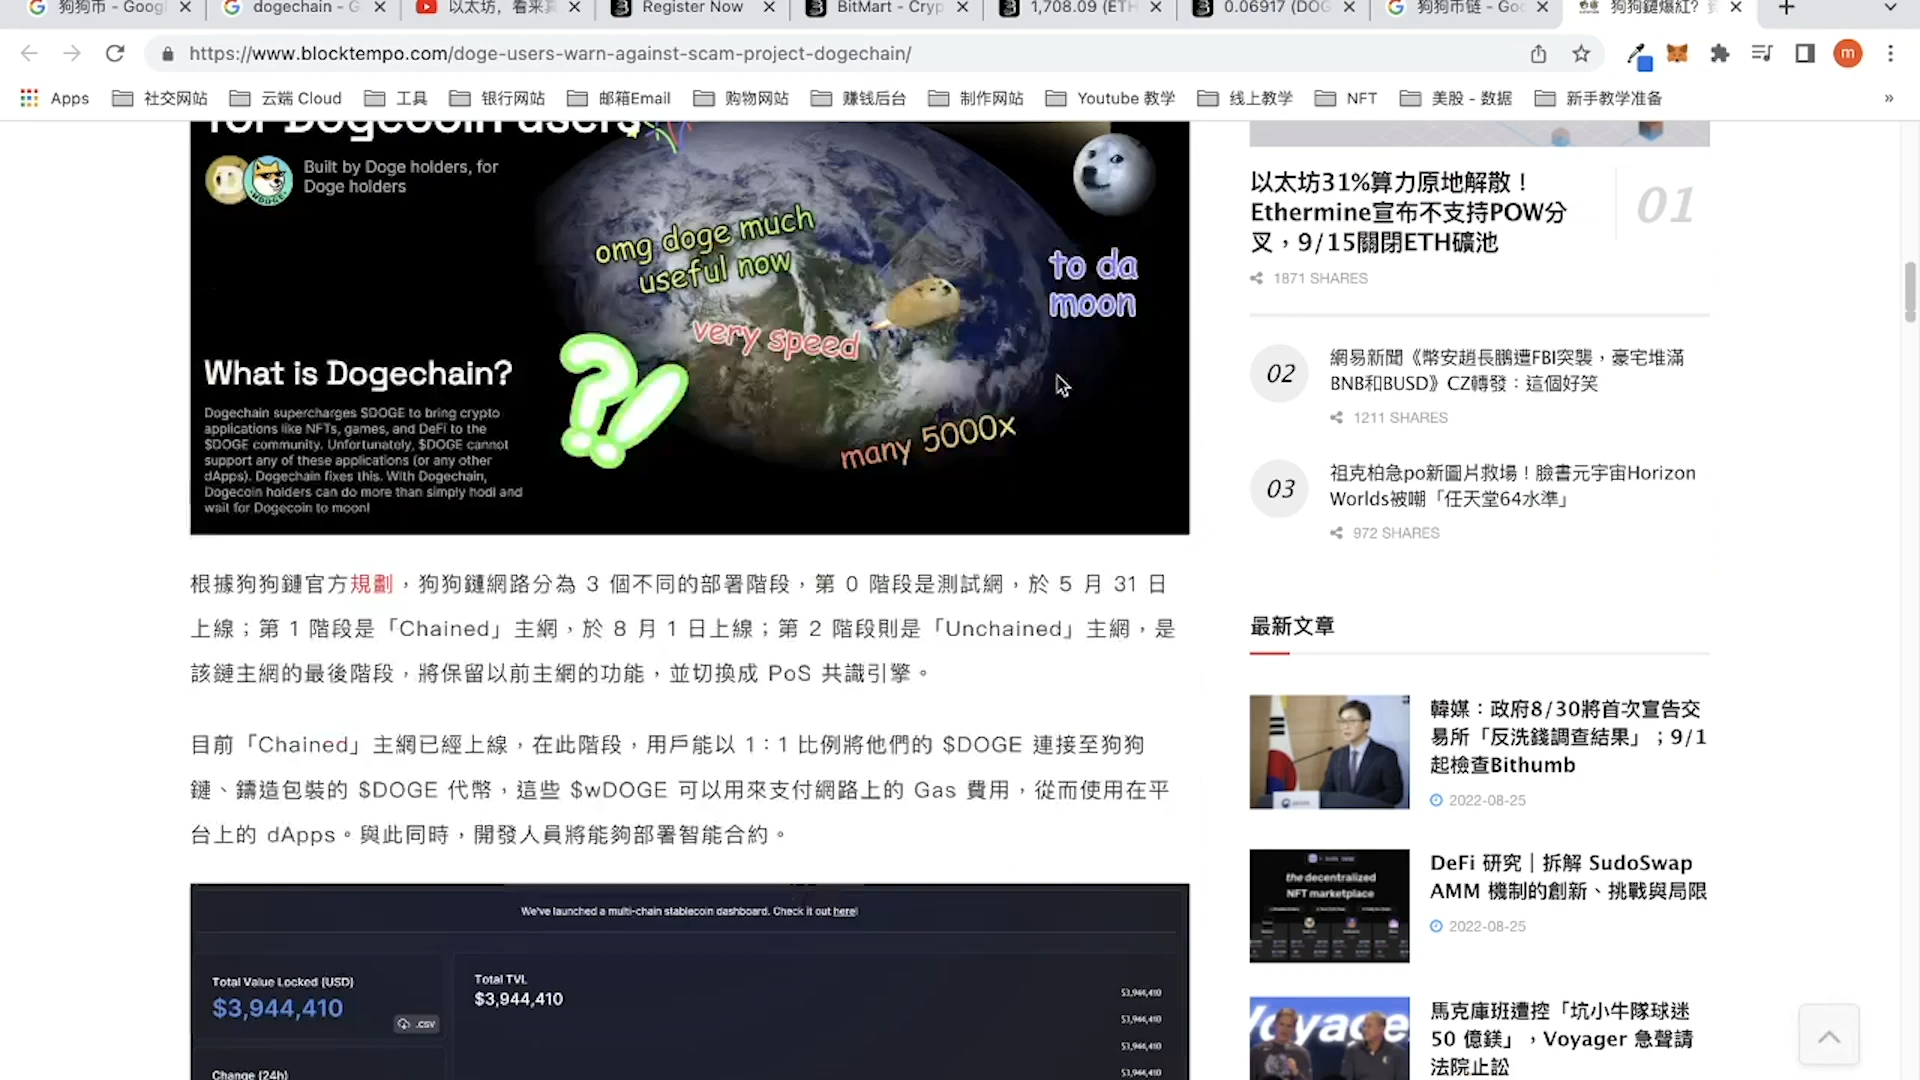 狗狗币 - Googl
dogechain - G
以太坊，看来真
Register Now
BitMart - Cryp
1,708.09 (ETH
0.06917 (DOG
狗狗币链 - Goo
狗狗鏈爆紅？
https://www.blocktempo.com/doge-users-warn-against-scam-project-dogechain/
m
Apps
社交网站
云端 Cloud
工具
银行网站
邮箱Email
购物网站
赚钱后台
制作网站
Youtube 教学
线上教学
NFT
美股 - 数据
新手教学准备
»
for Dogecoin users
Built by Doge holders, for
Doge holders
omg doge much
useful now
very speed
to da
moon
many 5000x
What is Dogechain?
Dogechain supercharges $DOGE to bring crypto
applications like NFTs, games, and DeFi to the
$DOGE community. Unfortunately, $DOGE cannot
support any of these applications (or any other
dApps). Dogechain fixes this. With Dogechain,
Dogecoin holders can do more than simply hodl and
wait for Dogecoin to moon!
根據狗狗鏈官方規劃，狗狗鏈網路分為 3 個不同的部署階段，第 0 階段是測試網，於 5 月 31 日
上線；第 1 階段是「Chained」主網，於 8 月 1 日上線；第 2 階段則是「Unchained」主網，是
該鏈主網的最後階段，將保留以前主網的功能，並切換成 PoS 共識引擎。
目前「Chained」主網已經上線，在此階段，用戶能以 1：1 比例將他們的 $DOGE 連接至狗狗
鏈、鑄造包裝的 $DOGE 代幣，這些 $wDOGE 可以用來支付網路上的 Gas 費用，從而使用在平
台上的 dApps。與此同時，開發人員將能夠部署智能合約。
We've launched a multi-chain stablecoin dashboard. Check it out here!
Total Value Locked (USD)
$3,944,410
.csv
Change (24h)
Total TVL
$3,944,410
$3,944,410
$3,944,410
$3,944,410
$3,944,410
以太坊31%算力原地解散！
Ethermine宣布不支持POW分
叉，9/15關閉ETH礦池
01
1871 SHARES
02
網易新聞《幣安趙長鵬遭FBI突襲，豪宅堆滿
BNB和BUSD》CZ轉發：這個好笑
1211 SHARES
03
祖克柏急po新圖片救場！臉書元宇宙Horizon
Worlds被嘲「任天堂64水準」
972 SHARES
最新文章
韓媒：政府8/30將首次宣告交
易所「反洗錢調查結果」；9/1
起檢查Bithumb
2022-08-25
the decentralized
NFT marketplace
DeFi 研究｜拆解 SudoSwap
AMM 機制的創新、挑戰與局限
2022-08-25
Voyage
馬克庫班遭控「坑小牛隊球迷
50 億鎂」，Voyager 急聲請
法院止訟